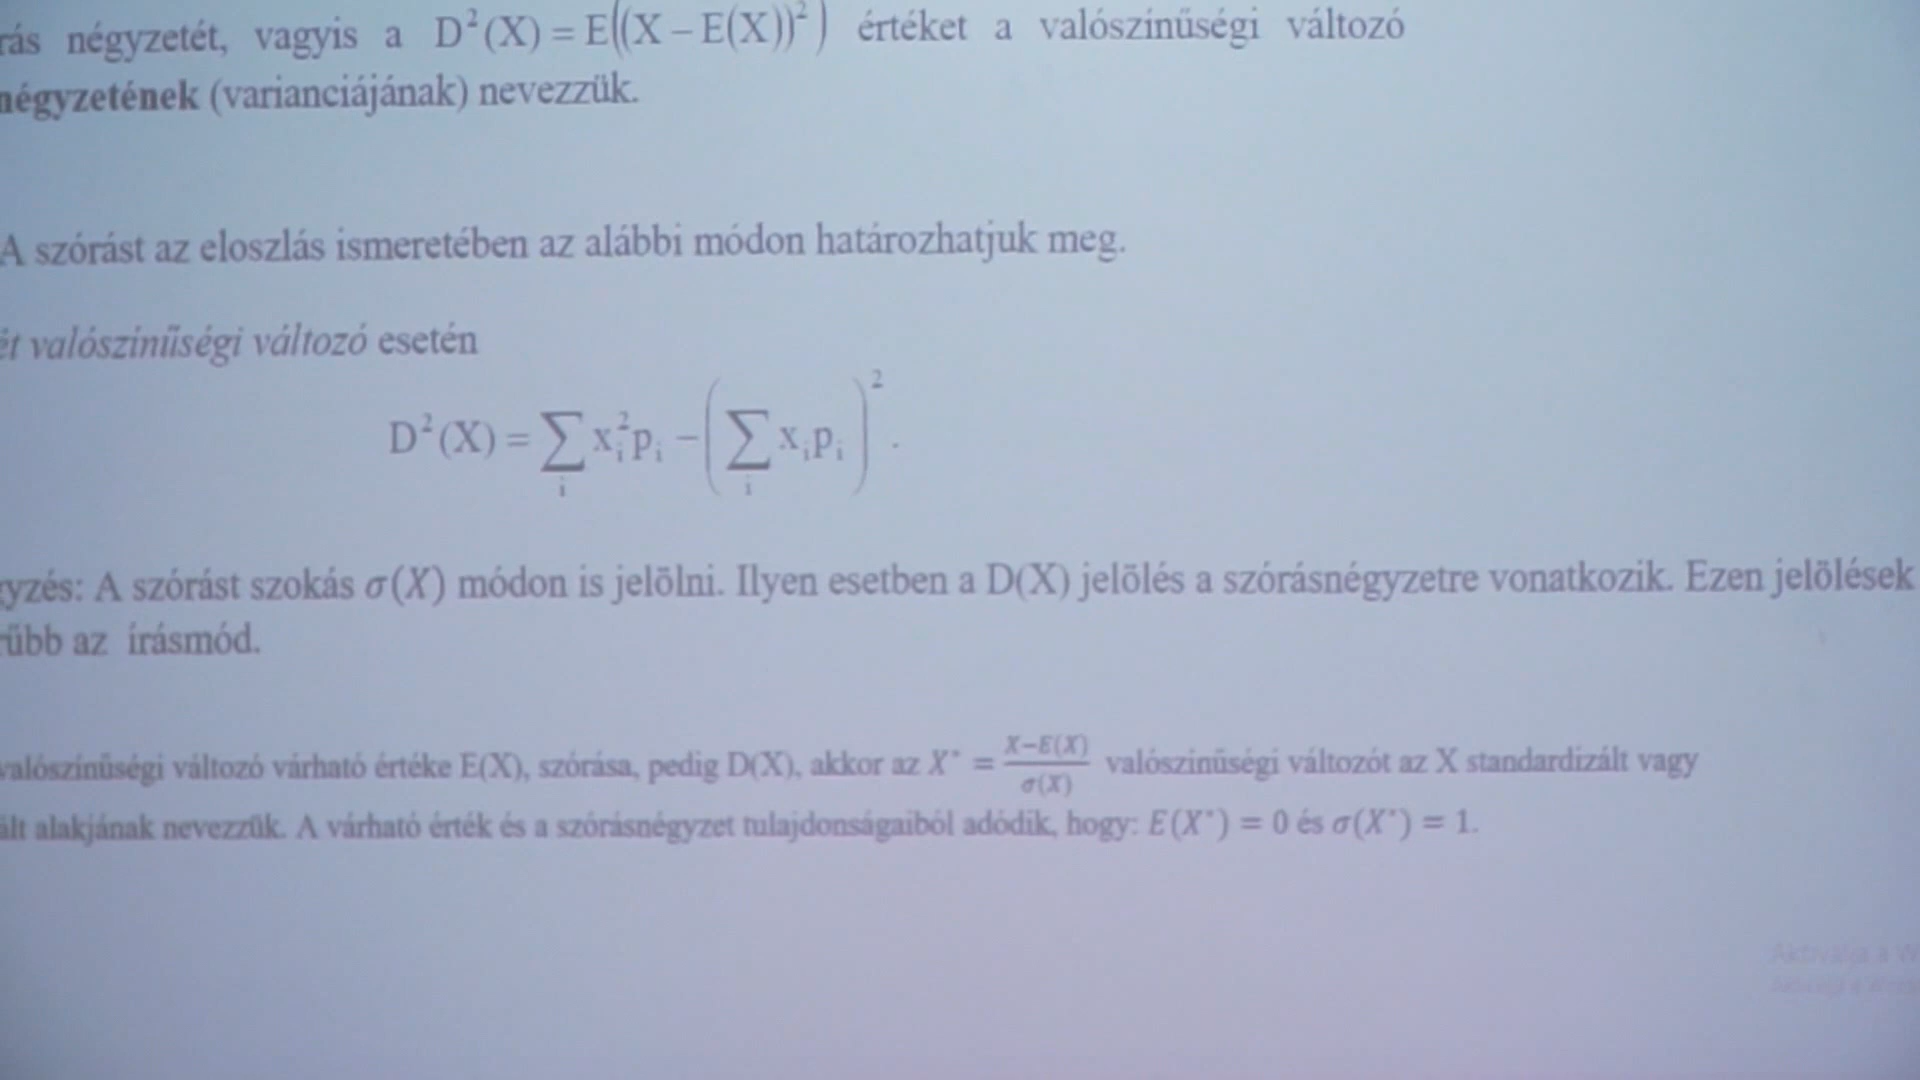 rás négyzetét, vagyis a D²(X) = E((X – E(X))²) értéket a valószínűségi változó
négyzetének (varianciájának) nevezzük.
A szórást az eloszlás ismeretében az alábbi módon határozhatjuk meg.
ét valószínűségi változó esetén
D²(X) = ∑ᵢ xᵢ²pᵢ – (∑ᵢ xᵢpᵢ)².
yzés: A szórást szokás σ(X) módon is jelölni. Ilyen esetben a D(X) jelölés a szórásnégyzetre vonatkozik. Ezen jelölések
űbb az írásmód.
valószínűségi változó várható értéke E(X), szórása, pedig D(X), akkor az X* = (X−E(X))/σ(X) valószínűségi változót az X standardizált vagy
ált alakjának nevezzük. A várható érték és a szórásnégyzet tulajdonságaiból adódik, hogy: E(X*) = 0 és σ(X*) = 1.
Aktiválja a W